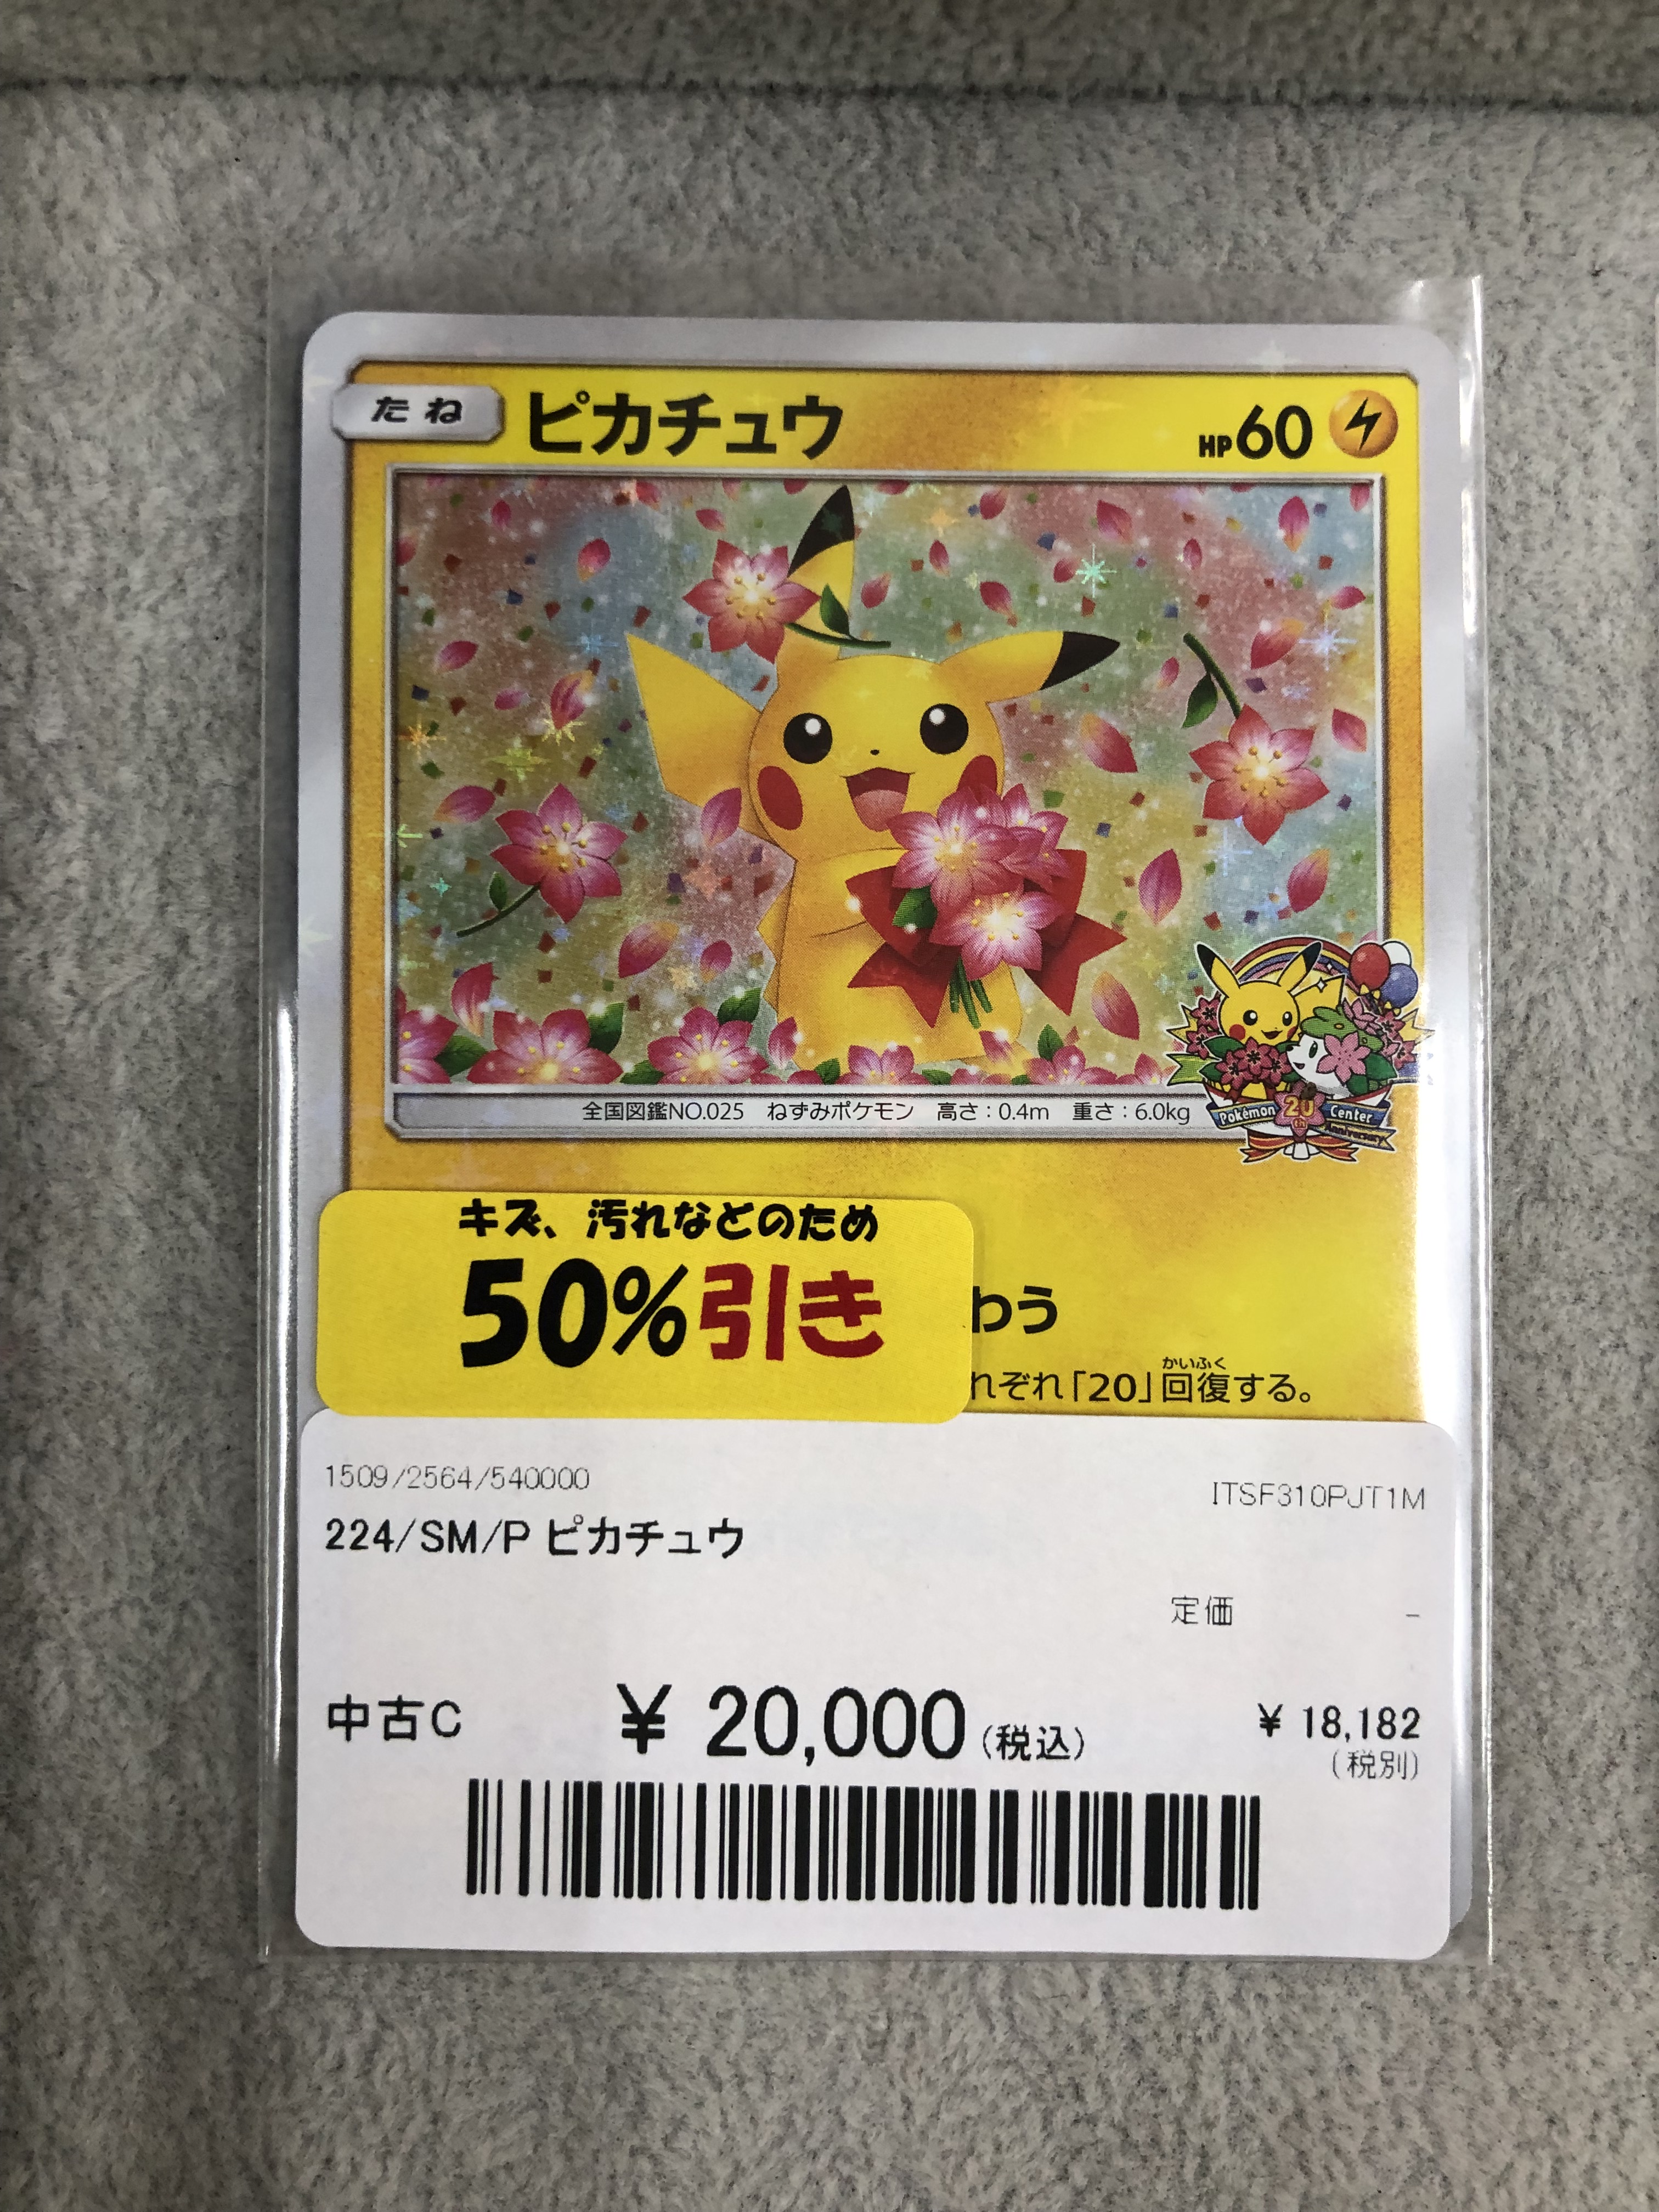 たね ピカチュウ HP60
全国図鑑NO.025 ねずみポケモン 高さ:0.4m 重さ:6.0kg
Pokémon 20th Center
Anniversary
キズ、汚れなどのため
50%引き
わう
かいふく
れぞれ「20」回復する。
1509/2564/540000 ITSF310PJT1M
224/SM/P ピカチュウ
定価 -
中古C ¥ 20,000(税込) ¥ 18,182
(税別)